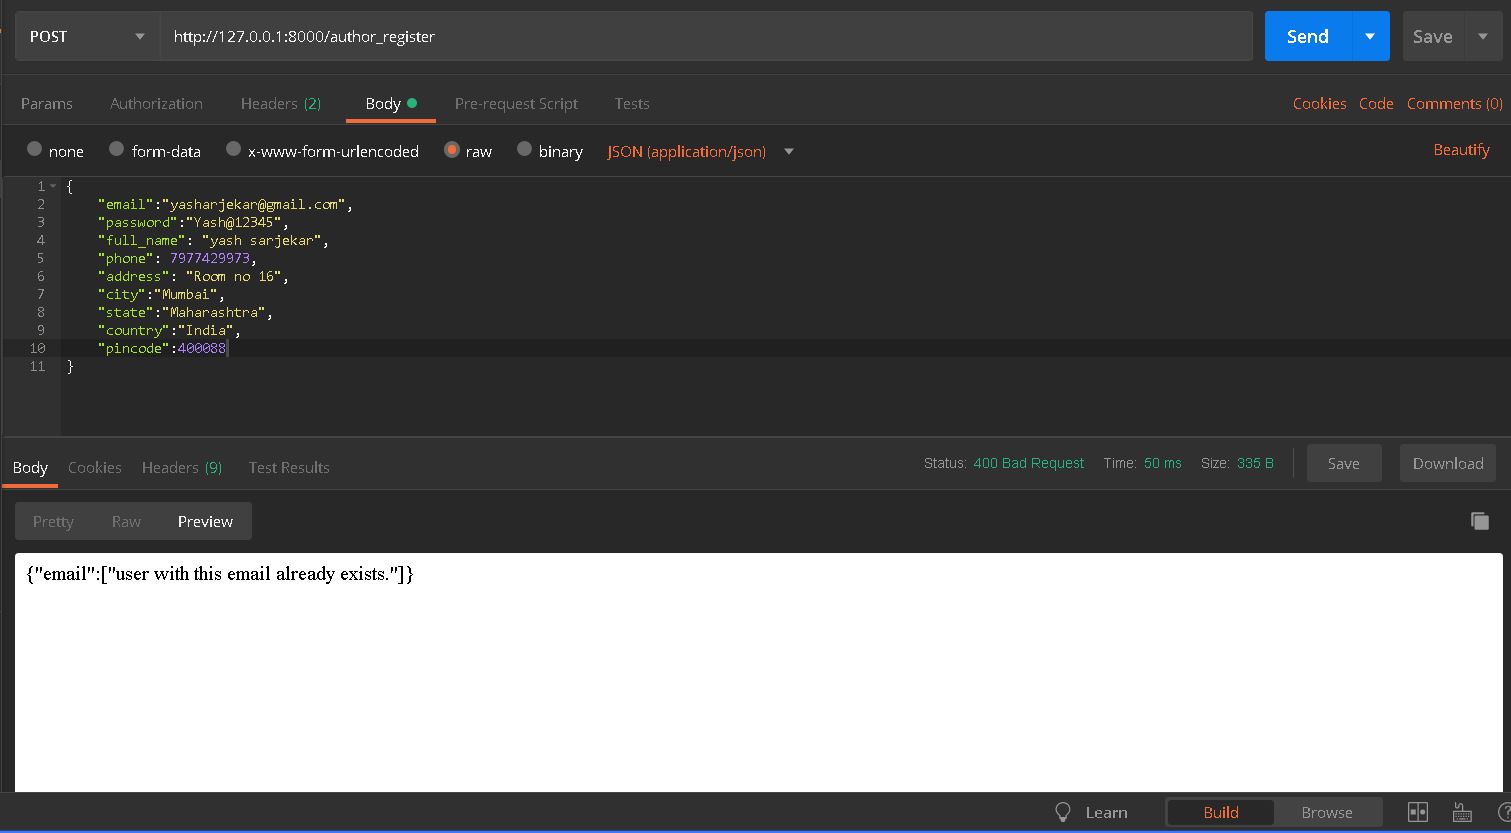 POST http://127.0.0.1:8000/author_register Send Save
Params Authorization Headers (2) Body Pre-request Script Tests Cookies Code Comments (0)
none form-data x-www-form-urlencoded raw binary JSON (application/json) Beautify
1 {
2 "email":"yasharjekar@gmail.com",
3 "password":"Yash@12345",
4 "full_name": "yash sarjekar",
5 "phone": 7977429973,
6 "address": "Room no 16",
7 "city":"Mumbai",
8 "state":"Maharashtra",
9 "country":"India",
10 "pincode":400088
11 }
Body Cookies Headers (9) Test Results Status: 400 Bad Request Time: 50 ms Size: 335 B Save Download
Pretty Raw Preview
{"email":["user with this email already exists."]}
Learn Build Browse